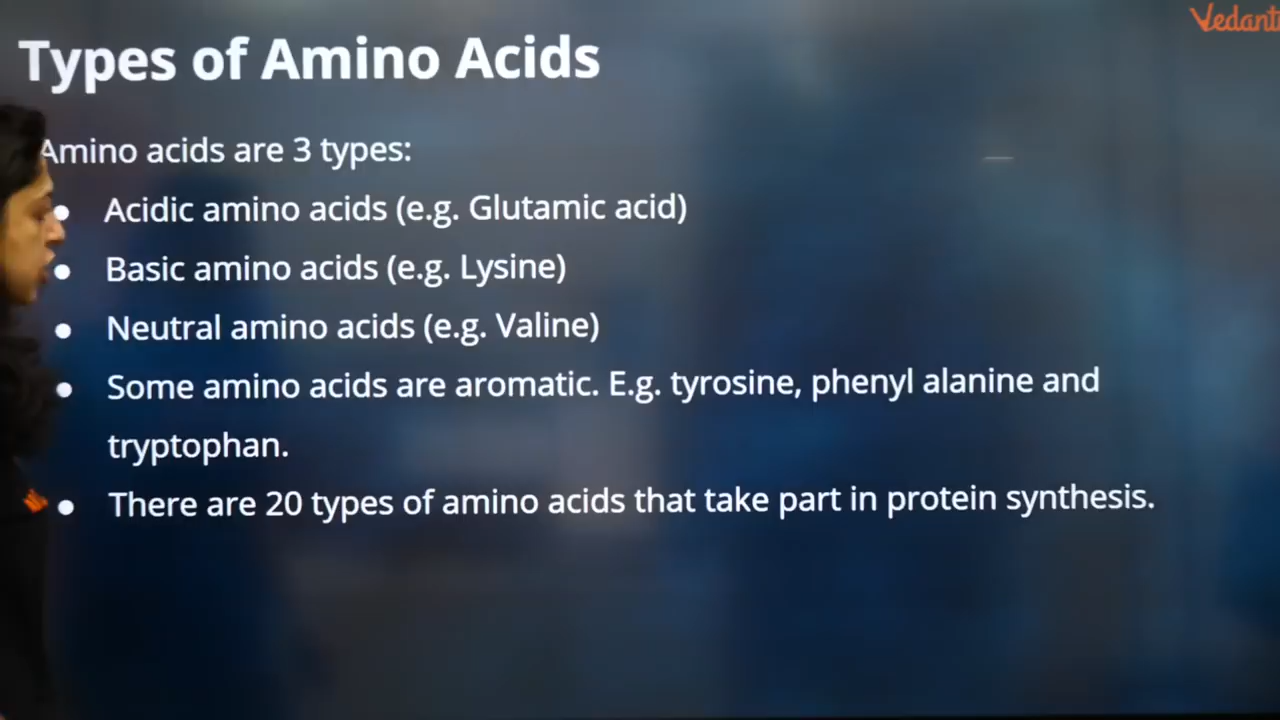 Vedant
Types of Amino Acids
Amino acids are 3 types:
● Acidic amino acids (e.g. Glutamic acid)
● Basic amino acids (e.g. Lysine)
● Neutral amino acids (e.g. Valine)
● Some amino acids are aromatic. E.g. tyrosine, phenyl alanine and
tryptophan.
● There are 20 types of amino acids that take part in protein synthesis.